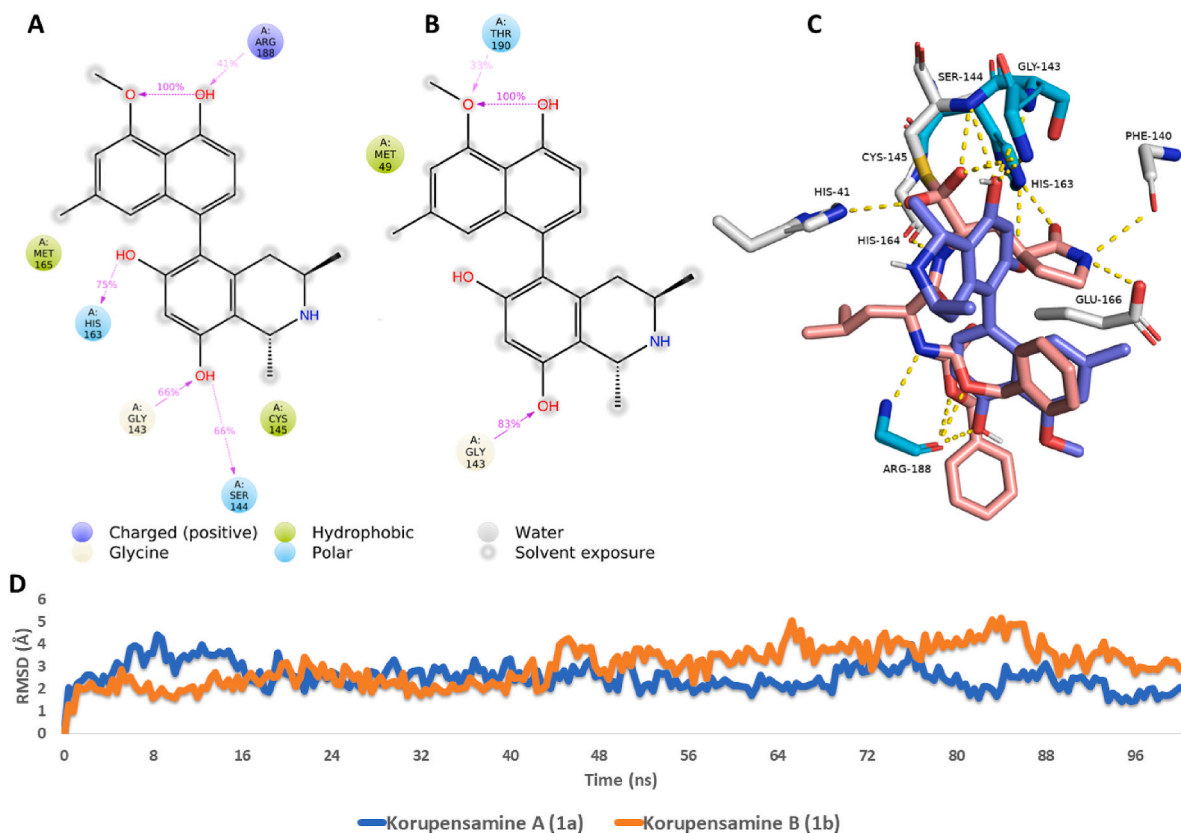 A
A:
ARG
188
41%
100%
O
OH
A:
MET
165
HO
75%
A:
HIS
163
NH
OH
66%
A:
GLY
143
66%
A:
CYS
145
A:
SER
144
B
A:
THR
190
33%
100%
O
OH
A:
MET
49
HO
NH
OH
83%
A:
GLY
143
C
SER-144
GLY-143
PHE-140
CYS-145
HIS-163
HIS-41
HIS-164
GLU-166
ARG-188
Charged (positive)
Hydrophobic
Water
Glycine
Polar
Solvent exposure
D
RMSD (Å)
6
5
4
3
2
1
0
0 8 16 24 32 40 48 56 64 72 80 88 96
Time (ns)
Korupensamine A (1a) Korupensamine B (1b)